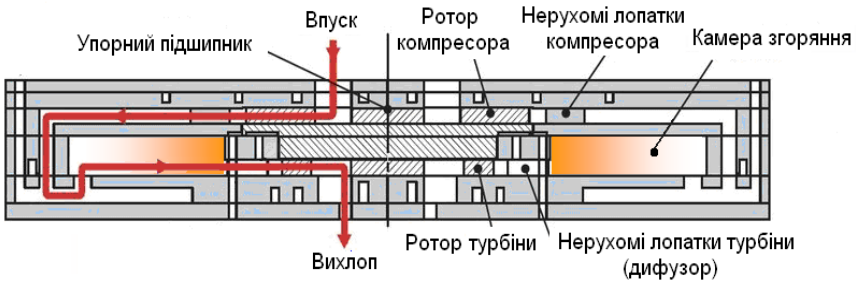 Впуск
Упорний підшипник
Ротор
компресора
Нерухомі лопатки
компресора
Камера згоряння
Вихлоп
Ротор турбіни
Нерухомі лопатки турбіни
(дифузор)